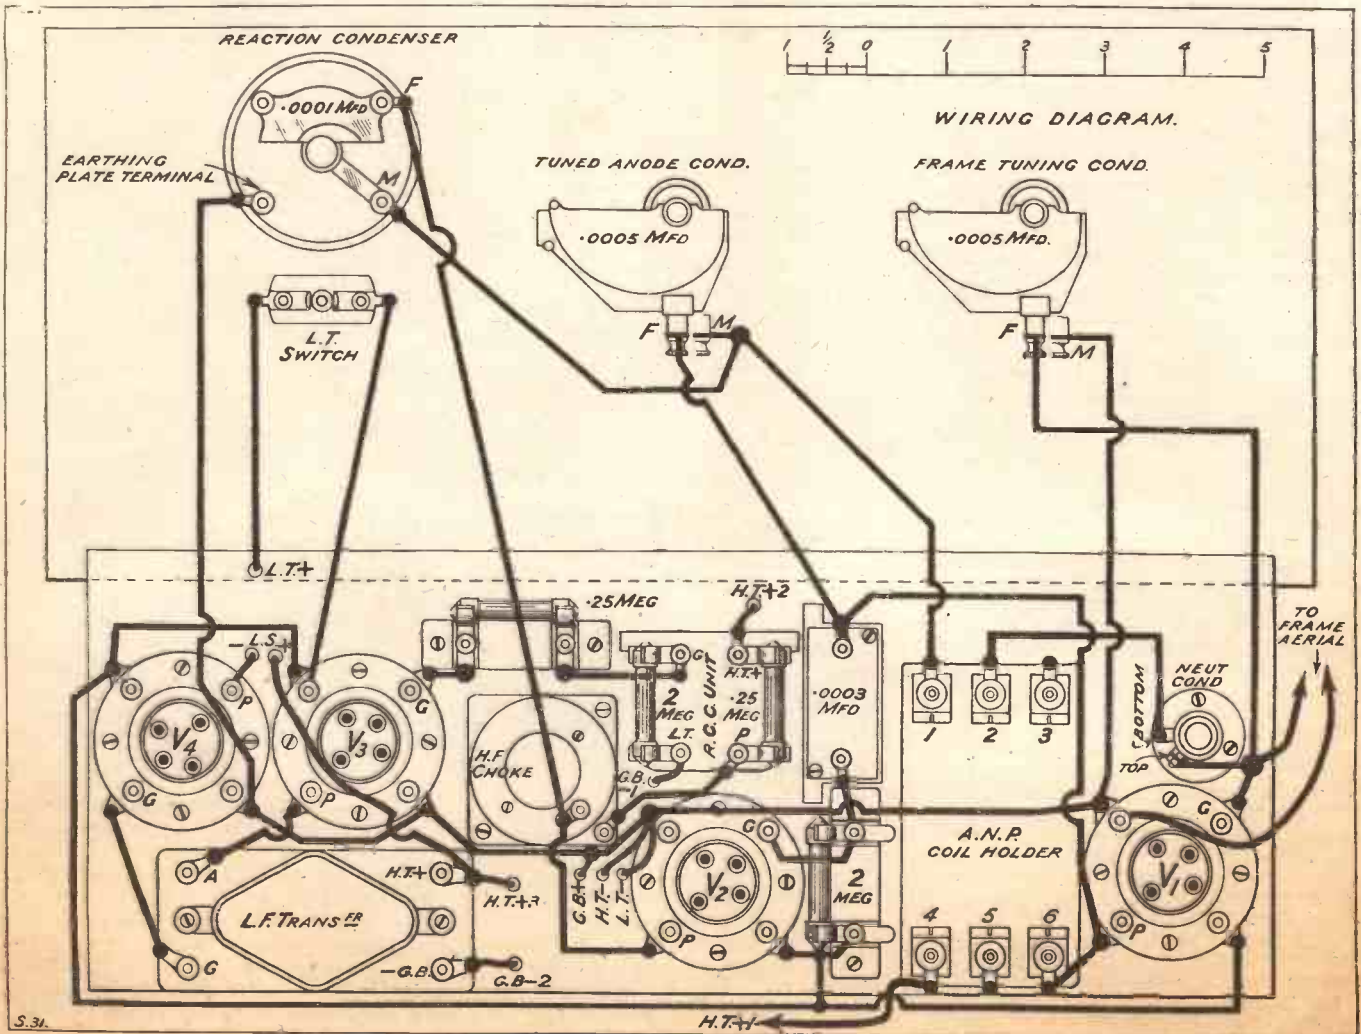 REACTION CONDENSER
1 ½ 0 1 2 3 4 5
F
.0001 MFD
WIRING DIAGRAM.
EARTHING
PLATE TERMINAL
M
TUNED ANODE COND.
FRAME TUNING COND.
.0005 MFD
.0005 MFD.
L.T.
SWITCH
F
M
F
M
L.T.+
.25 MEG
H.T.+2
TO
FRAME
AERIAL
- L.S. +
G
H.T.+
NEUT
COND
P
G
2
MEG
L.T.
R.C.C. UNIT
.25
MEG
P
.0003
MFD
1
2
3
BOTTOM
TOP
V4
V3
H.F
CHOKE
G.B.
-1
G
P
G
A.N.P.
COIL HOLDER
G
A
H.T.+
H.T.+3
G.B.+
H.T.-
L.T.-
V2
2
MEG
V1
L.F. TRANSFR
P
4
5
6
P
G
-G.B.
G.B-2
S.31.
H.T.+1